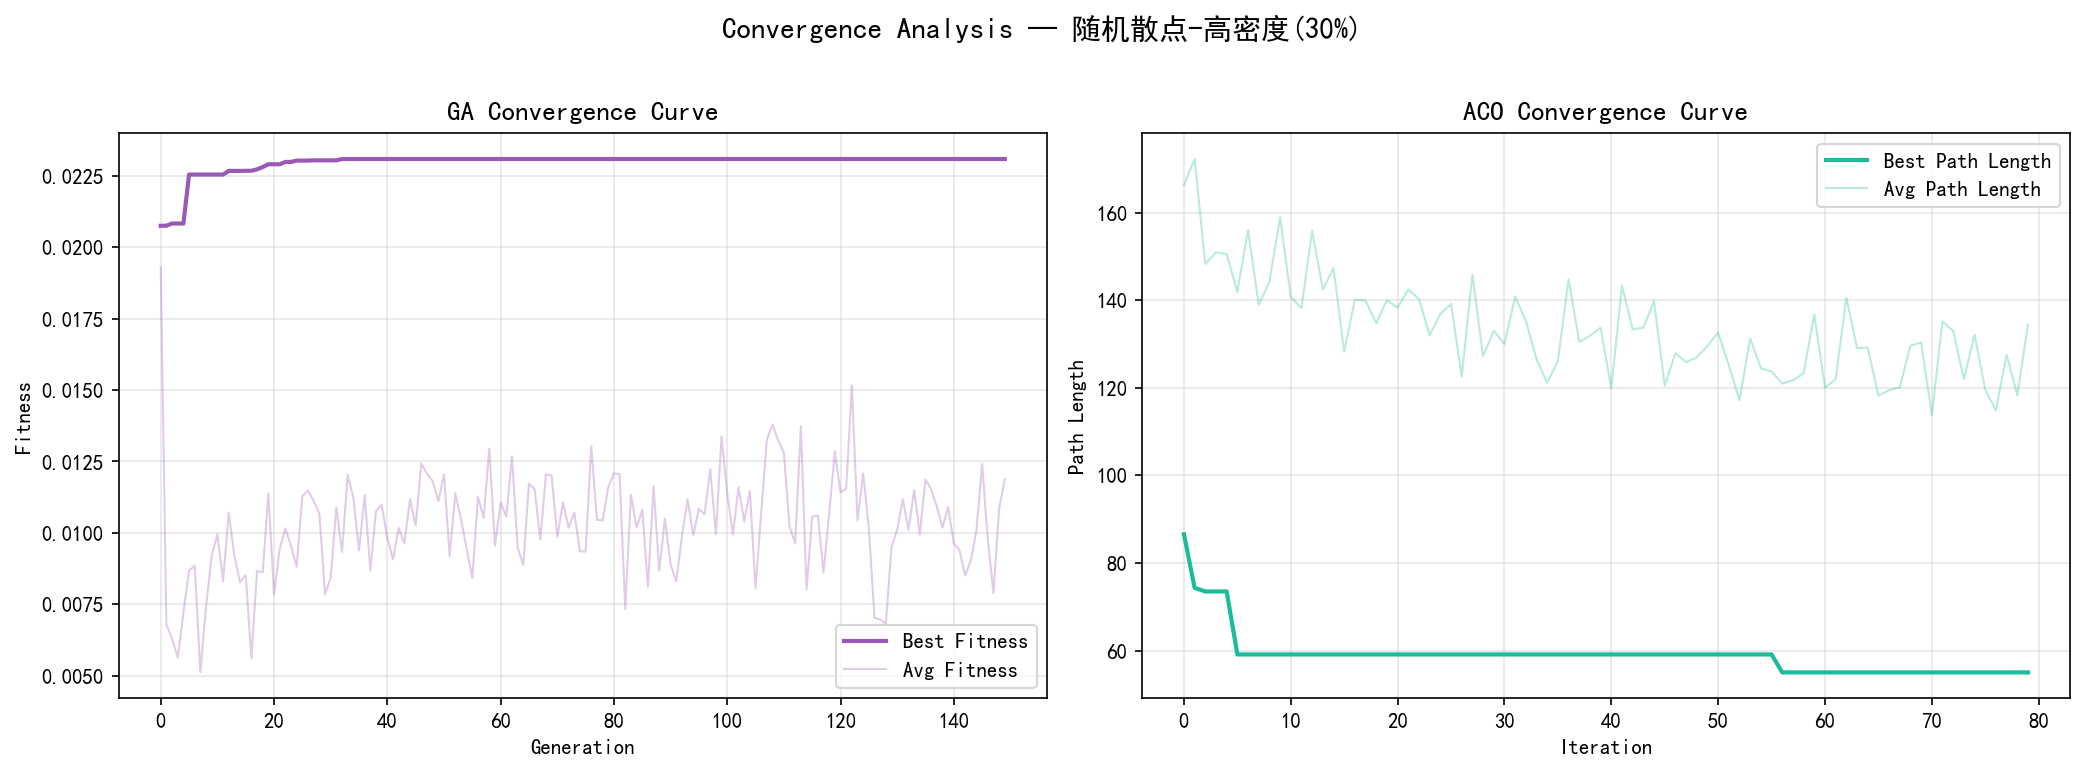 Convergence Analysis — 随机散点-高密度(30%)
GA Convergence Curve
Fitness
0.0225
0.0200
0.0175
0.0150
0.0125
0.0100
0.0075
0.0050
Best Fitness
Avg Fitness
0 20 40 60 80 100 120 140
Generation
ACO Convergence Curve
Path Length
160
140
120
100
80
60
Best Path Length
Avg Path Length
0 10 20 30 40 50 60 70 80
Iteration